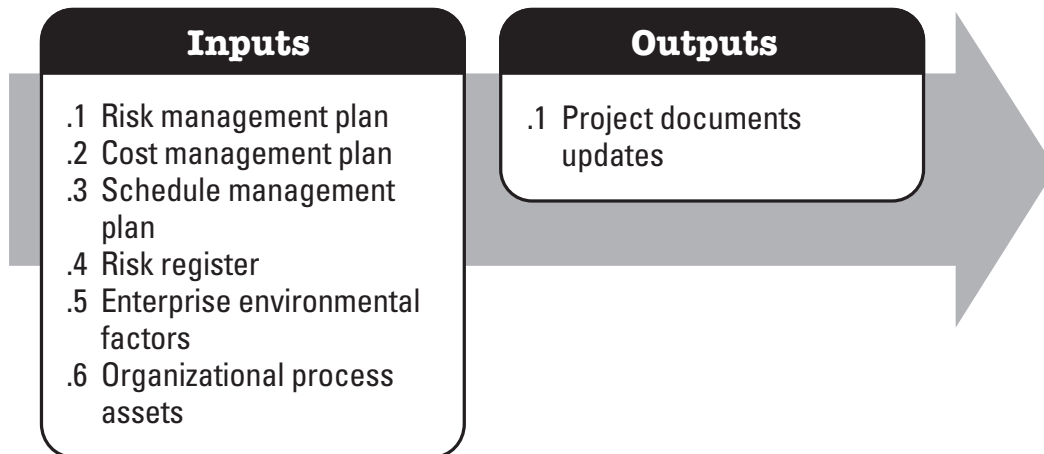 Inputs
.1 Risk management plan
.2 Cost management plan
.3 Schedule management
plan
.4 Risk register
.5 Enterprise environmental
factors
.6 Organizational process
assets
Outputs
.1 Project documents
updates